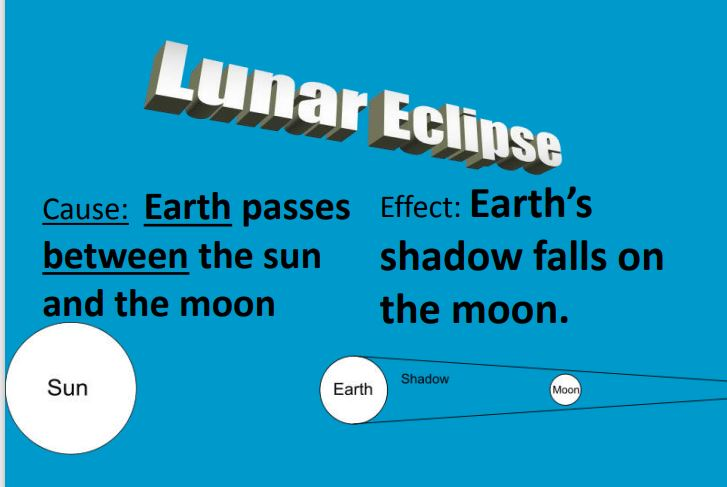 Lunar Eclipse
Cause: Earth passes
between the sun
and the moon
Effect: Earth’s
shadow falls on
the moon.
Sun
Earth
Shadow
Moon